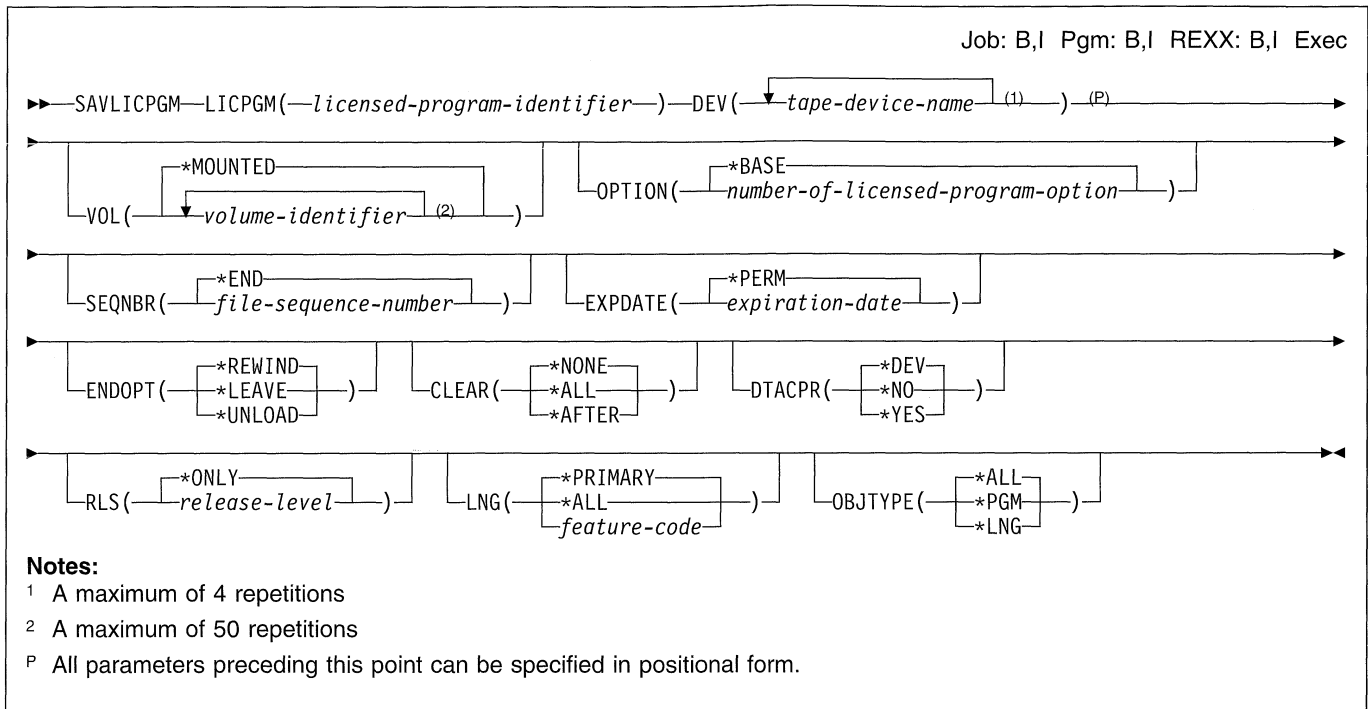 Job: B,I Pgm: B,I REXX: B,I Exec
SAVLICPGM LICPGM( licensed-program-identifier ) DEV( tape-device-name (1) ) (P)
*MOUNTED
VOL( volume-identifier (2) )
*BASE
OPTION( number-of-licensed-program-option )
*END
SEQNBR( file-sequence-number )
*PERM
EXPDATE( expiration-date )
*REWIND
ENDOPT( *LEAVE )
*UNLOAD
*NONE
CLEAR( *ALL )
*AFTER
*DEV
DTACPR( *NO )
*YES
*ONLY
RLS( release-level )
*PRIMARY
LNG( *ALL )
feature-code
*ALL
OBJTYPE( *PGM )
*LNG
Notes:
1 A maximum of 4 repetitions
2 A maximum of 50 repetitions
P All parameters preceding this point can be specified in positional form.